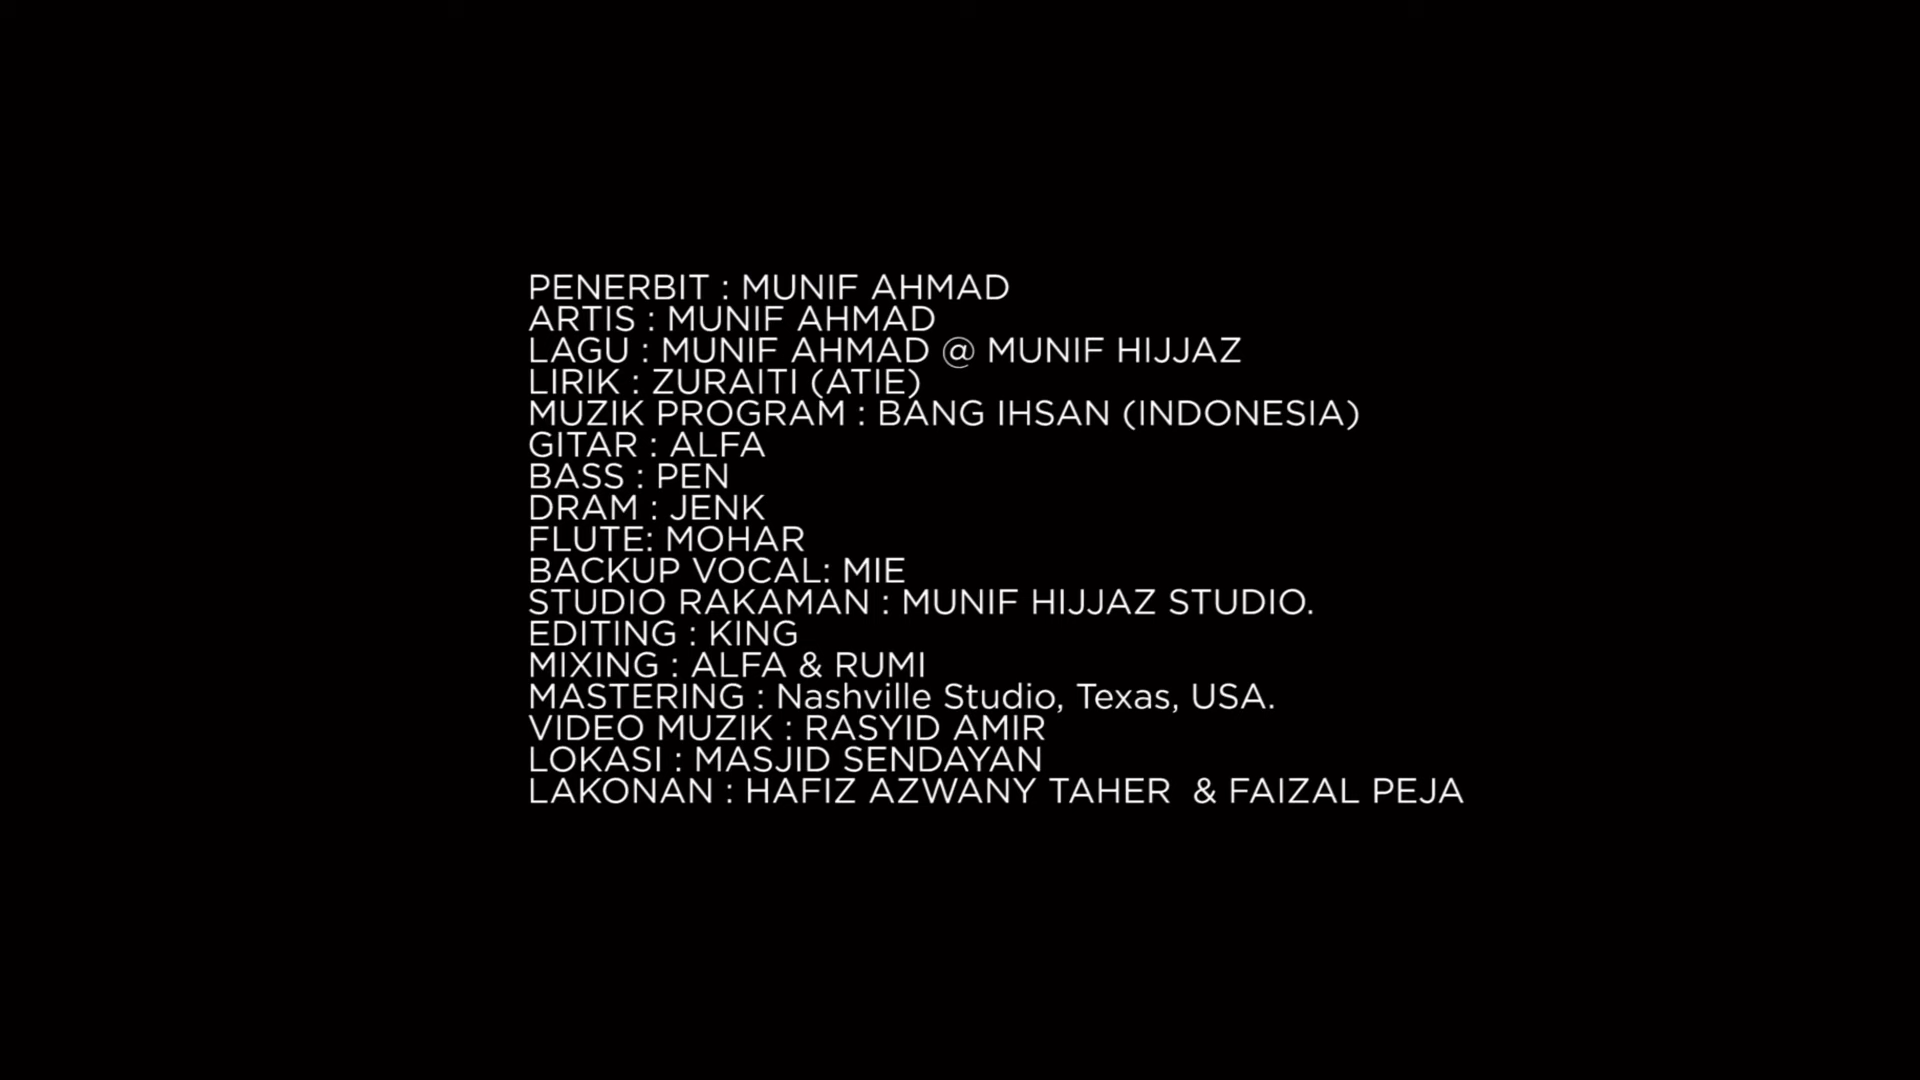 PENERBIT : MUNIF AHMAD
ARTIS : MUNIF AHMAD
LAGU : MUNIF AHMAD @ MUNIF HIJJAZ
LIRIK : ZURAITI (ATIE)
MUZIK PROGRAM : BANG IHSAN (INDONESIA)
GITAR : ALFA
BASS : PEN
DRAM : JENK
FLUTE: MOHAR
BACKUP VOCAL: MIE
STUDIO RAKAMAN : MUNIF HIJJAZ STUDIO.
EDITING : KING
MIXING : ALFA & RUMI
MASTERING : Nashville Studio, Texas, USA.
VIDEO MUZIK : RASYID AMIR
LOKASI : MASJID SENDAYAN
LAKONAN : HAFIZ AZWANY TAHER  & FAIZAL PEJA